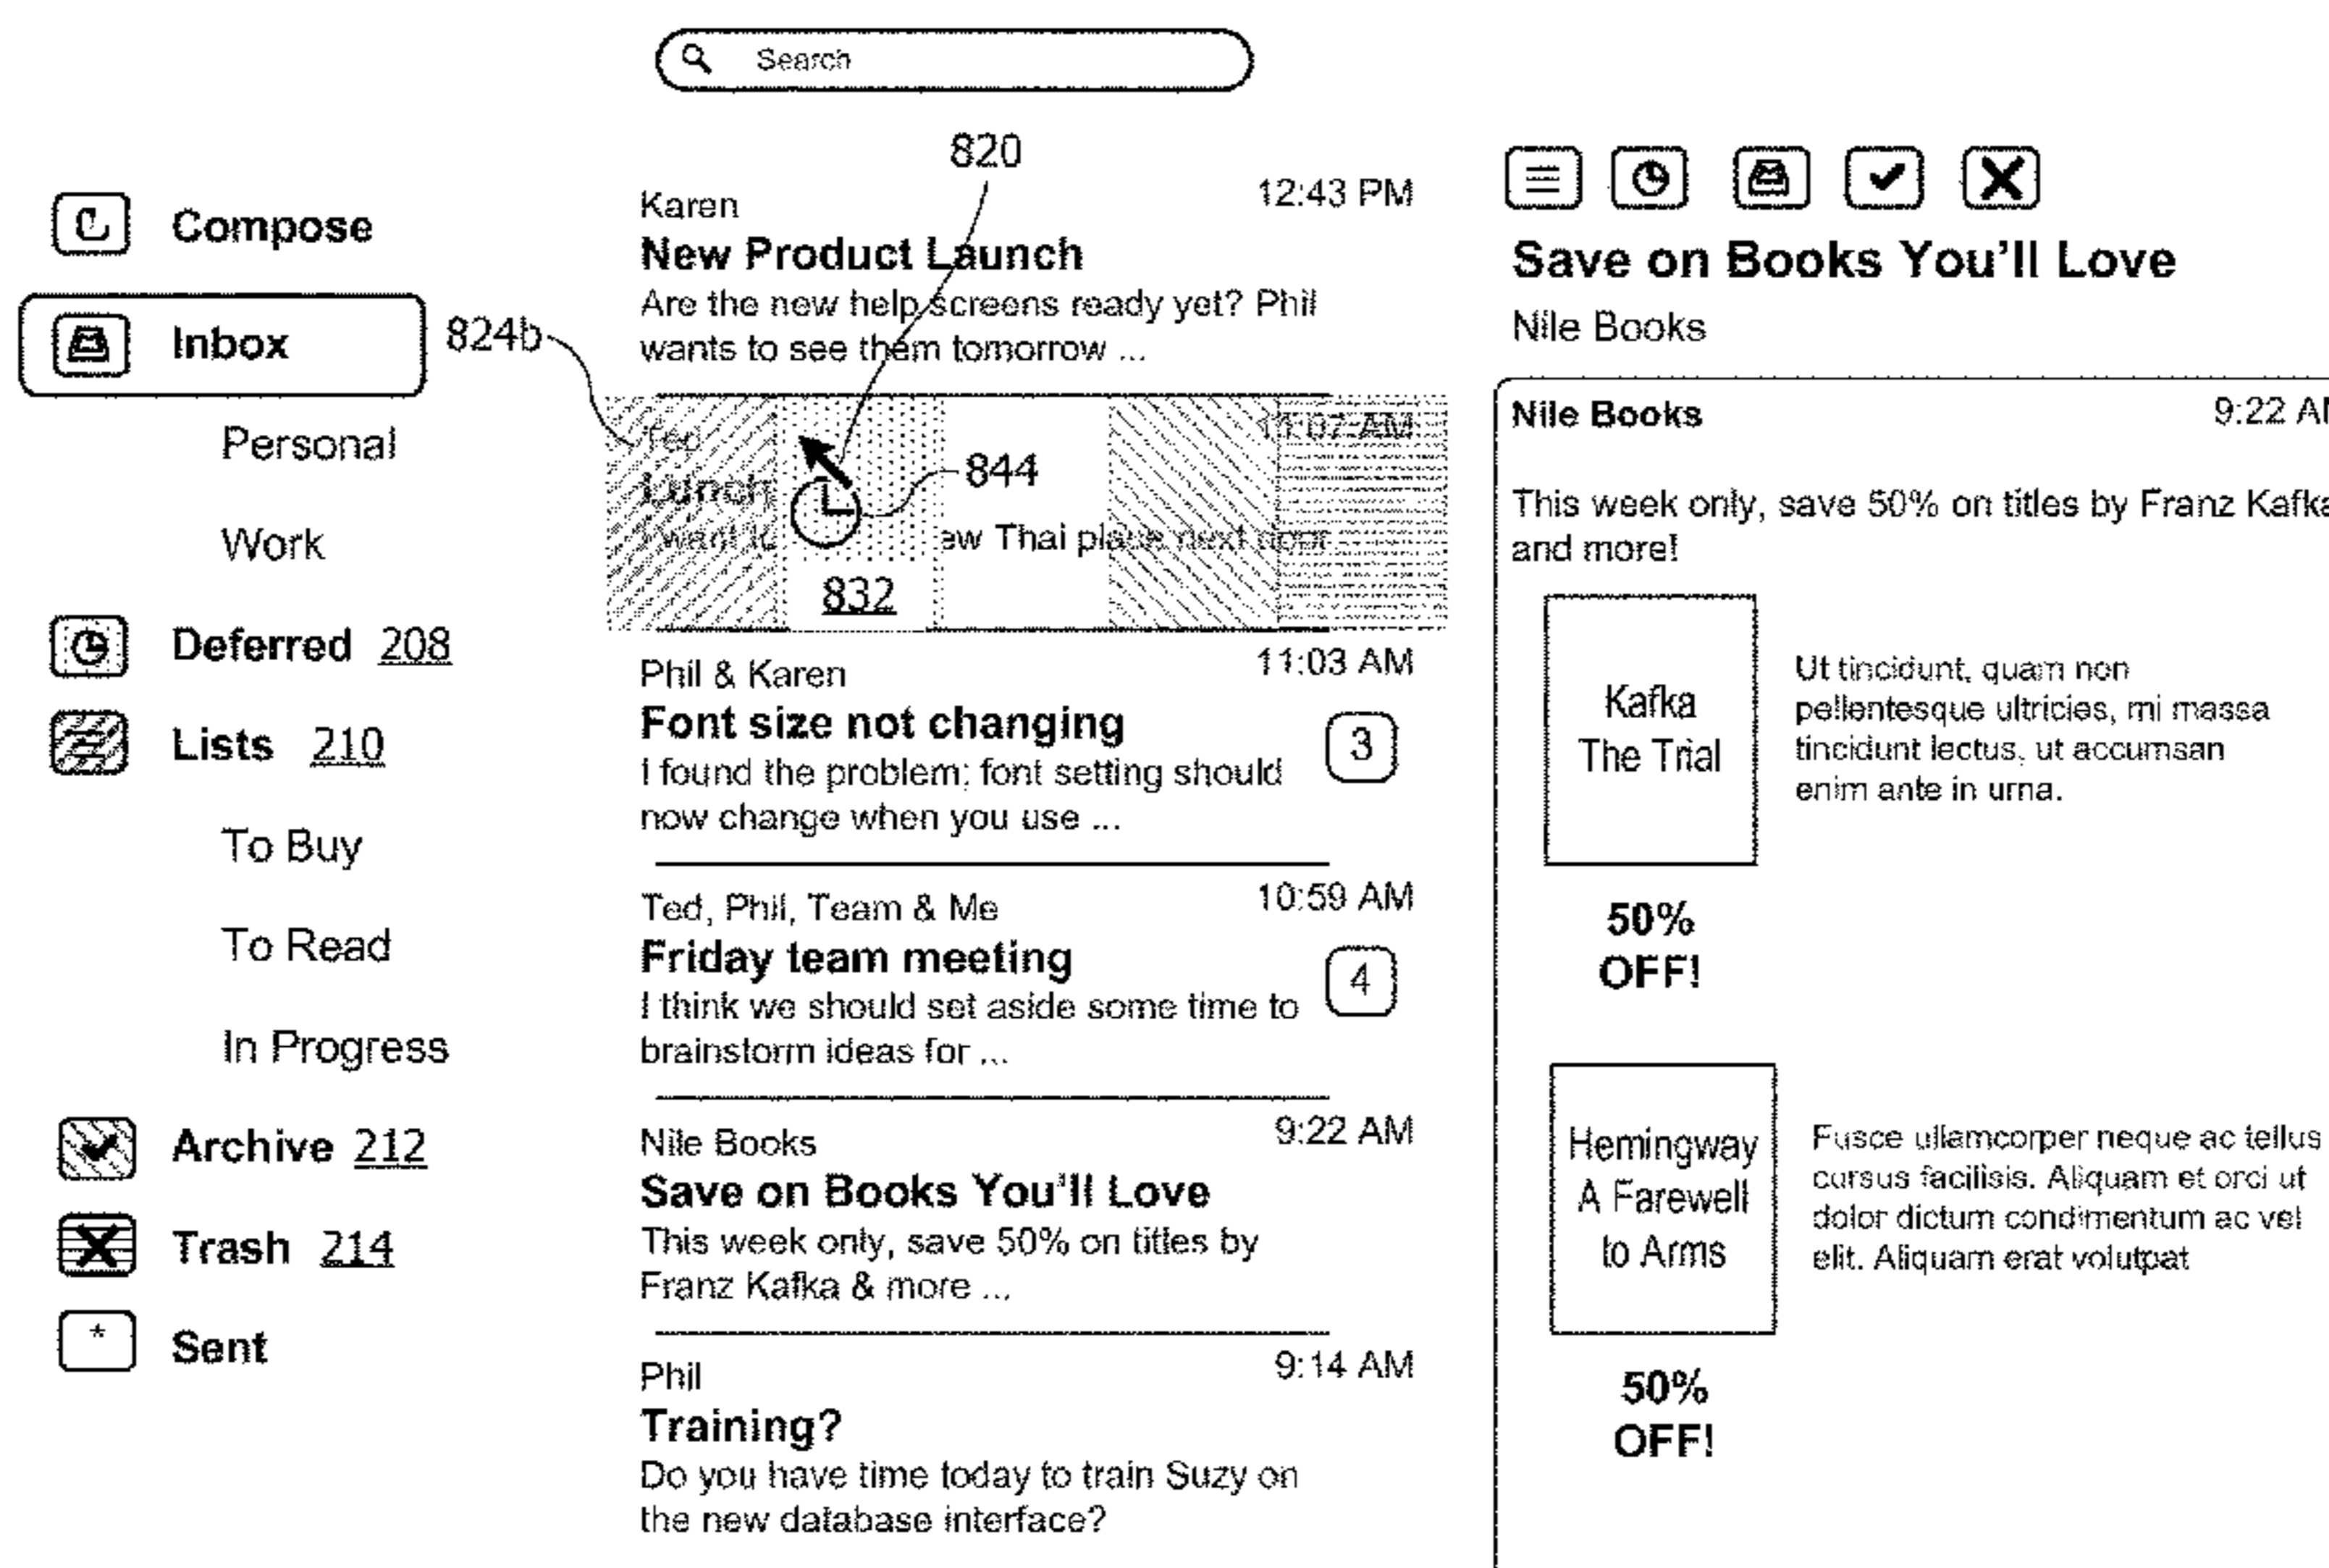 Search
Compose
Inbox
Personal
Work
Deferred 208
Lists 210
To Buy
To Read
In Progress
Archive 212
Trash 214
* Sent
820
824b
Karen 12:43 PM
New Product Launch
Are the new help screens ready yet? Phil
wants to see them tomorrow ...
Ted 11:07 AM
Lunch
I want to ew Thai place next door
844
832
Phil & Karen 11:03 AM
Font size not changing
3
I found the problem; font setting should
now change when you use ...
Ted, Phil, Team & Me 10:59 AM
Friday team meeting
4
I think we should set aside some time to
brainstorm ideas for ...
Nile Books 9:22 AM
Save on Books You'll Love
This week only, save 50% on titles by
Franz Kafka & more ...
Phil 9:14 AM
Training?
Do you have time today to train Suzy on
the new database interface?
Save on Books You'll Love
Nile Books
Nile Books 9:22 AM
This week only, save 50% on titles by Franz Kafka
and more!
Kafka
The Trial
Ut tincidunt, quam non
pellentesque ultricies, mi massa
tincidunt lectus, ut accumsan
enim ante in urna.
50%
OFF!
Hemingway
A Farewell
to Arms
Fusce ullamcorper neque ac tellus
cursus facilisis. Aliquam et orci ut
dolor dictum condimentum ac vel
elit. Aliquam erat volutpat
50%
OFF!